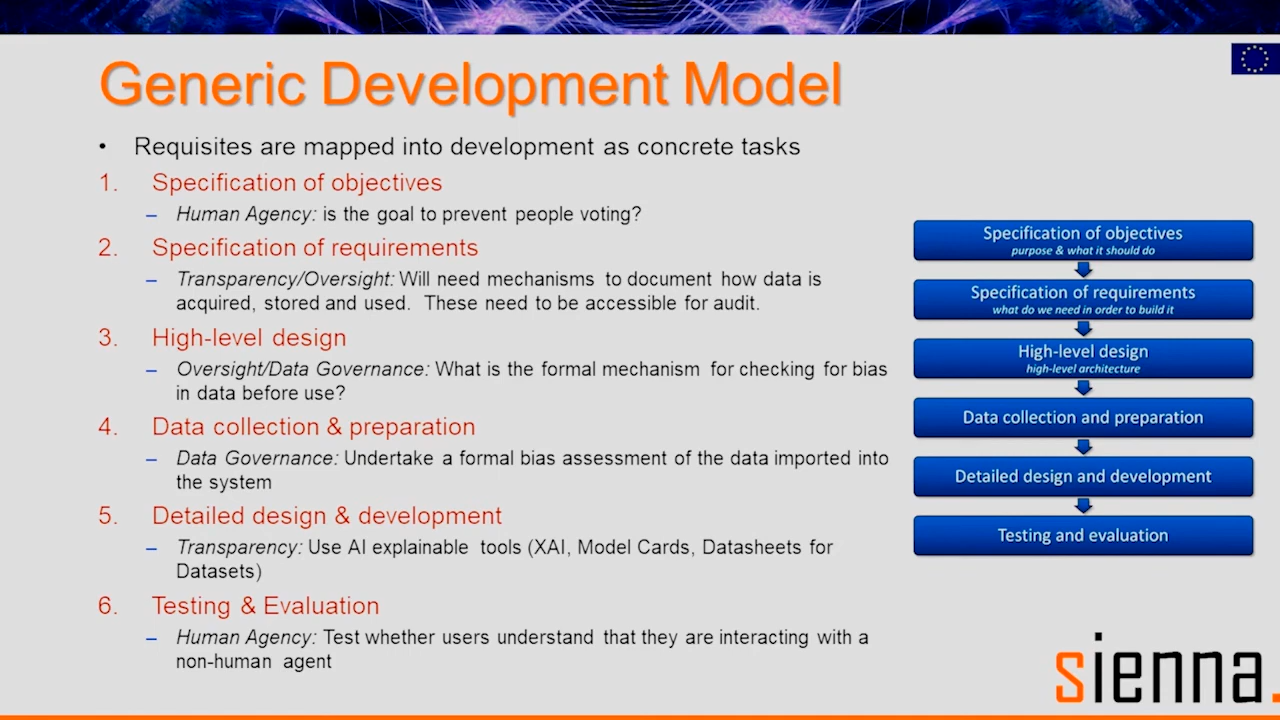 Generic Development Model
• Requisites are mapped into development as concrete tasks
1. Specification of objectives
– Human Agency: is the goal to prevent people voting?
2. Specification of requirements
– Transparency/Oversight: Will need mechanisms to document how data is
acquired, stored and used. These need to be accessible for audit.
3. High-level design
– Oversight/Data Governance: What is the formal mechanism for checking for bias
in data before use?
4. Data collection & preparation
– Data Governance: Undertake a formal bias assessment of the data imported into
the system
5. Detailed design & development
– Transparency: Use AI explainable tools (XAI, Model Cards, Datasheets for
Datasets)
6. Testing & Evaluation
– Human Agency: Test whether users understand that they are interacting with a
non-human agent
Specification of objectives
purpose & what it should do
Specification of requirements
what do we need in order to build it
High-level design
high-level architecture
Data collection and preparation
Detailed design and development
Testing and evaluation
sienna.